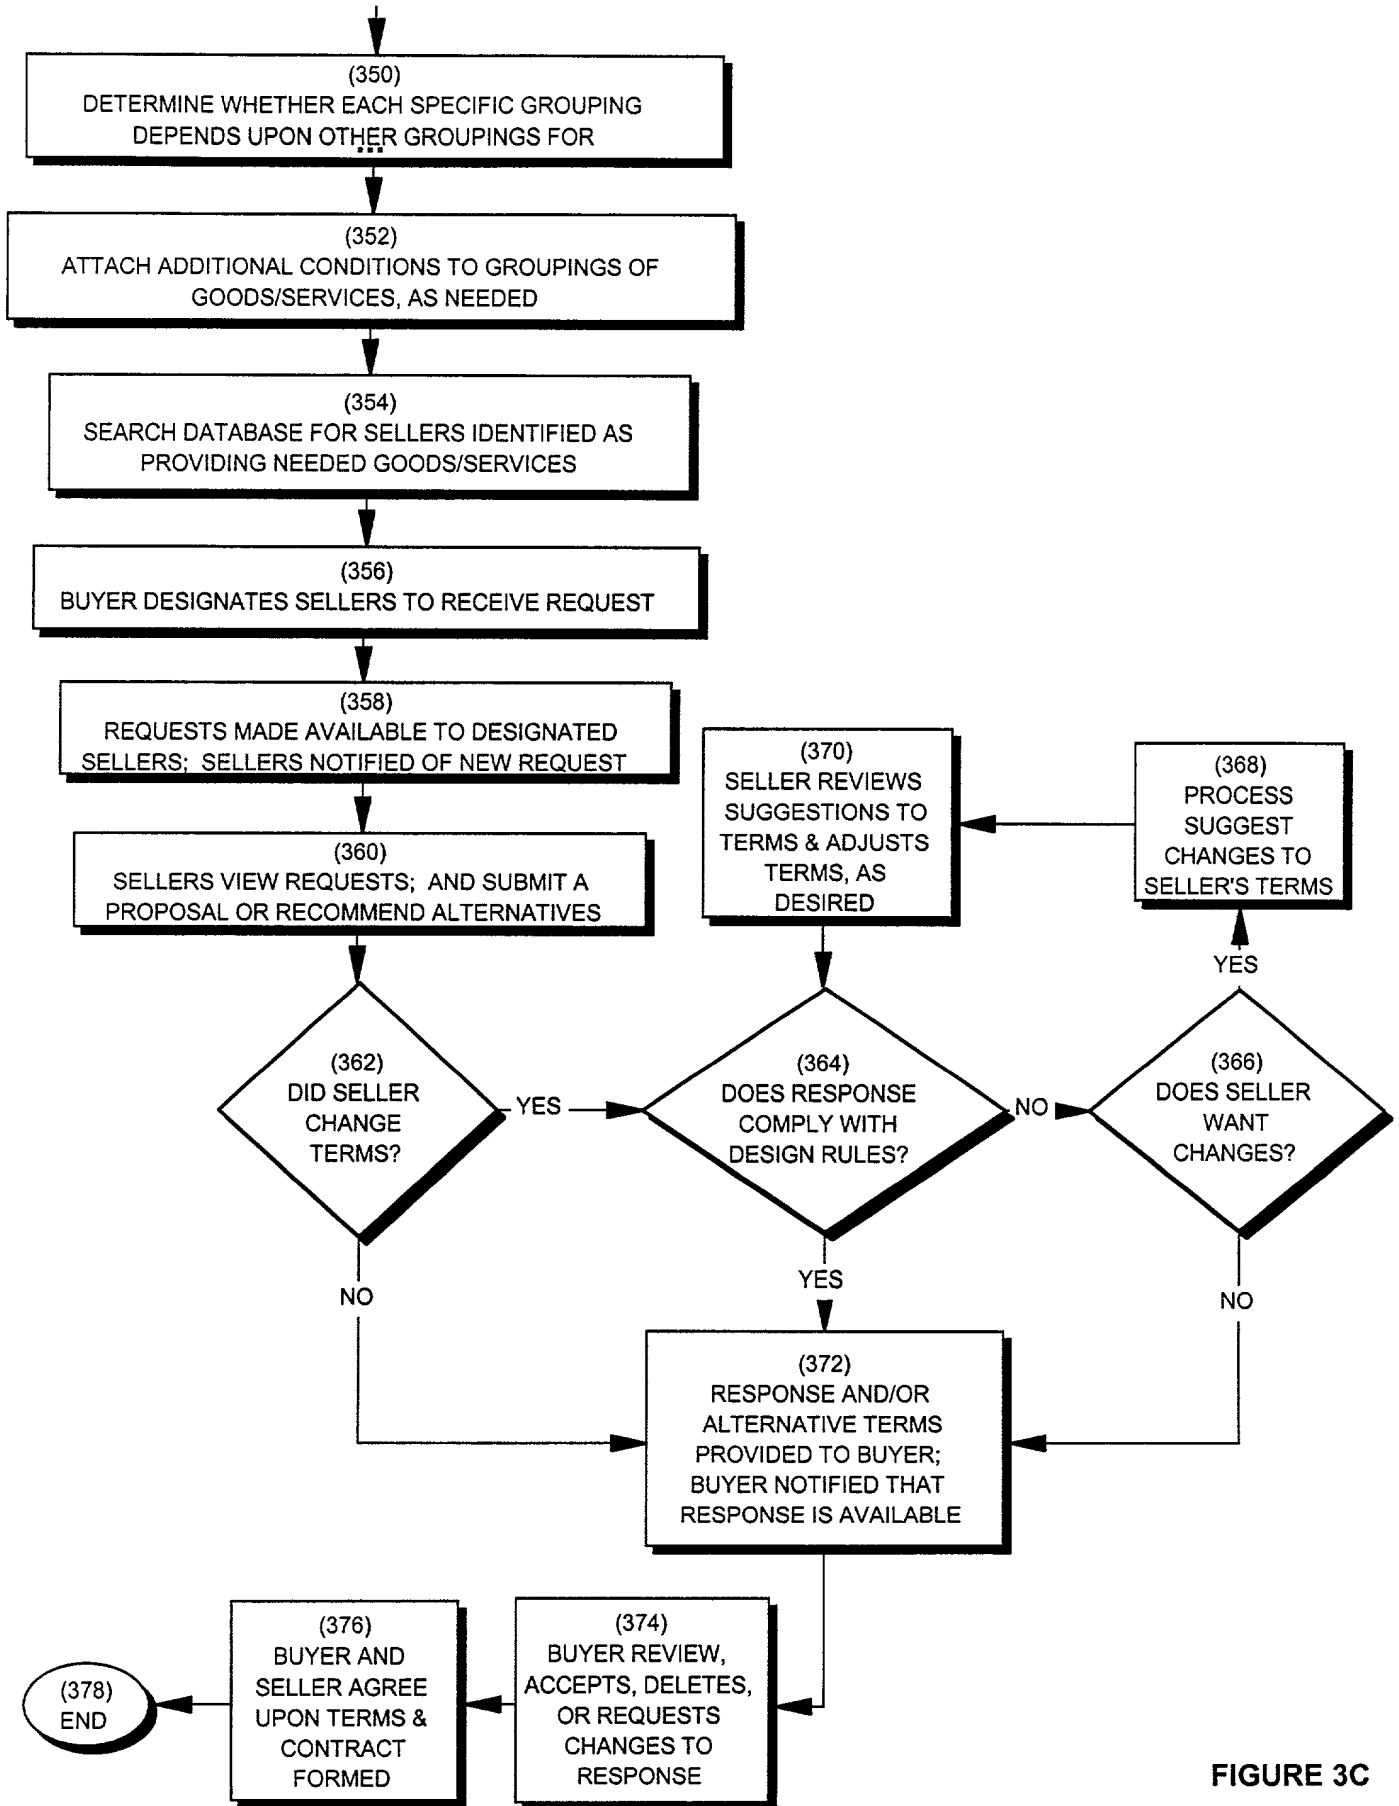 (350)
DETERMINE WHETHER EACH SPECIFIC GROUPING
DEPENDS UPON OTHER GROUPINGS FOR
...
(352)
ATTACH ADDITIONAL CONDITIONS TO GROUPINGS OF
GOODS/SERVICES, AS NEEDED
(354)
SEARCH DATABASE FOR SELLERS IDENTIFIED AS
PROVIDING NEEDED GOODS/SERVICES
(356)
BUYER DESIGNATES SELLERS TO RECEIVE REQUEST
(358)
REQUESTS MADE AVAILABLE TO DESIGNATED
SELLERS; SELLERS NOTIFIED OF NEW REQUEST
(360)
SELLERS VIEW REQUESTS; AND SUBMIT A
PROPOSAL OR RECOMMEND ALTERNATIVES
(370)
SELLER REVIEWS
SUGGESTIONS TO
TERMS & ADJUSTS
TERMS, AS
DESIRED
(368)
PROCESS
SUGGEST
CHANGES TO
SELLER'S TERMS
YES
(362)
DID SELLER
CHANGE
TERMS?
YES
(364)
DOES RESPONSE
COMPLY WITH
DESIGN RULES?
NO
(366)
DOES SELLER
WANT
CHANGES?
NO
YES
NO
(372)
RESPONSE AND/OR
ALTERNATIVE TERMS
PROVIDED TO BUYER;
BUYER NOTIFIED THAT
RESPONSE IS AVAILABLE
(374)
BUYER REVIEW,
ACCEPTS, DELETES,
OR REQUESTS
CHANGES TO
RESPONSE
(376)
BUYER AND
SELLER AGREE
UPON TERMS &
CONTRACT
FORMED
(378)
END
FIGURE 3C